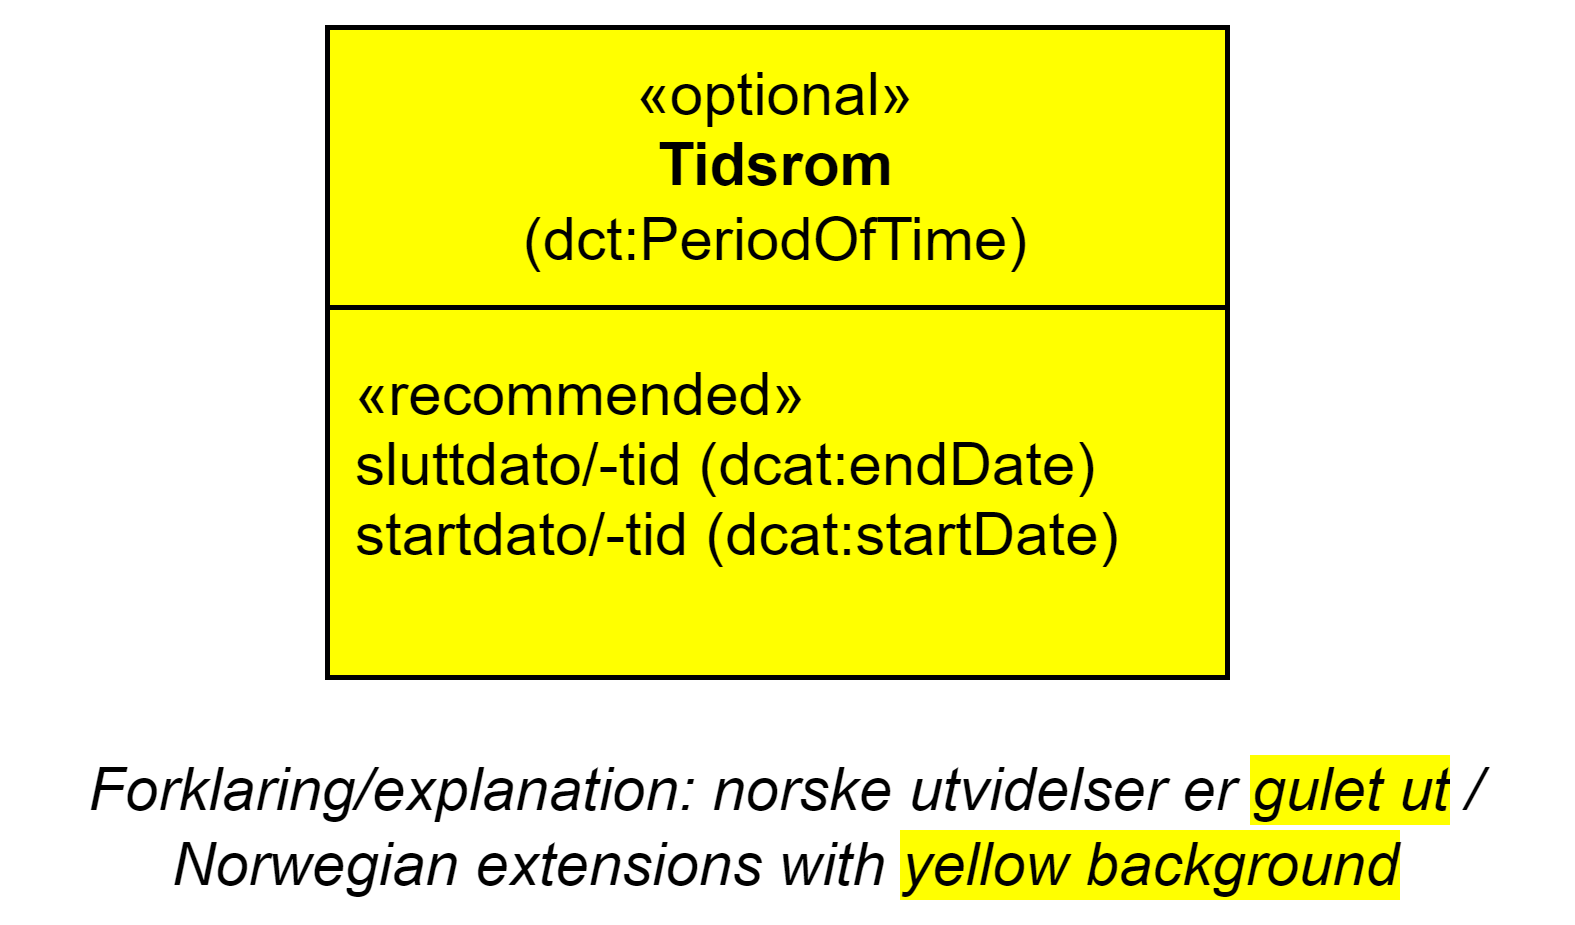 «optional»
Tidsrom
(dct:PeriodOfTime)
«recommended»
sluttdato/-tid (dcat:endDate)
startdato/-tid (dcat:startDate)
Forklaring/explanation: norske utvidelser er gulet ut /
Norwegian extensions with yellow background